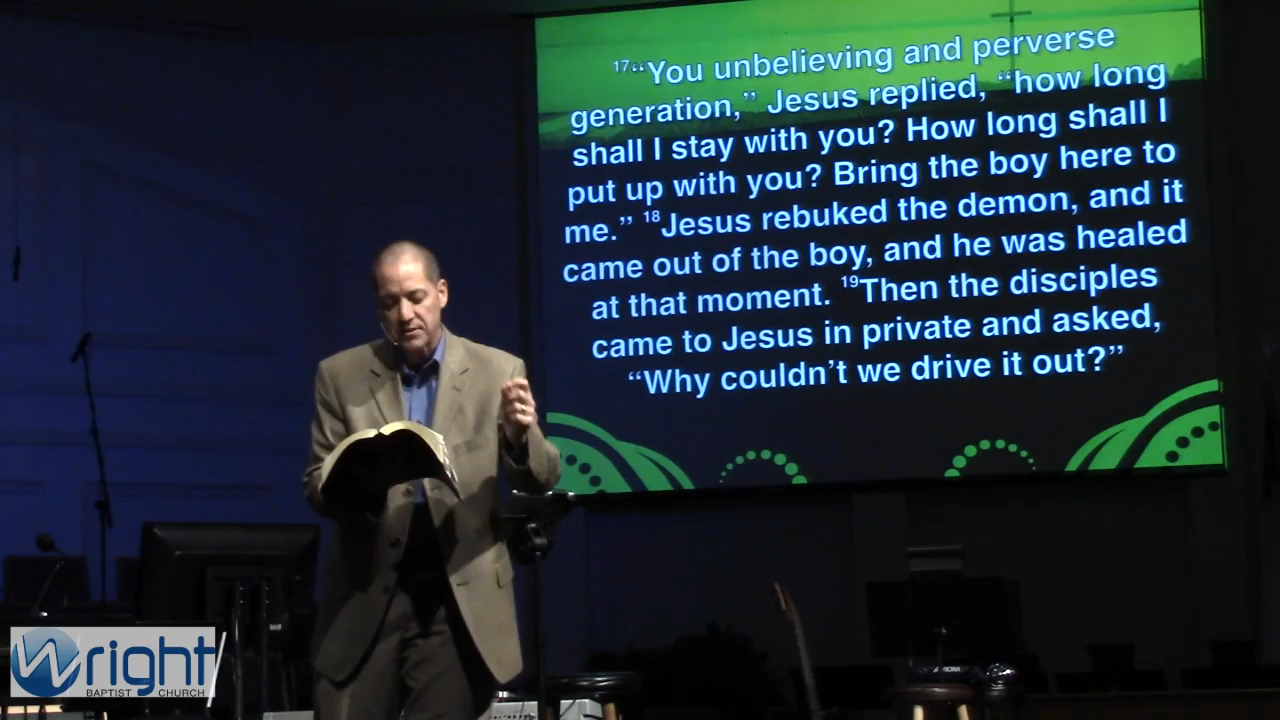 17“You unbelieving and perverse
generation,” Jesus replied, “how long
shall I stay with you? How long shall I
put up with you? Bring the boy here to
me.” 18Jesus rebuked the demon, and it
came out of the boy, and he was healed
at that moment. 19Then the disciples
came to Jesus in private and asked,
“Why couldn’t we drive it out?”
Wright
BAPTIST CHURCH